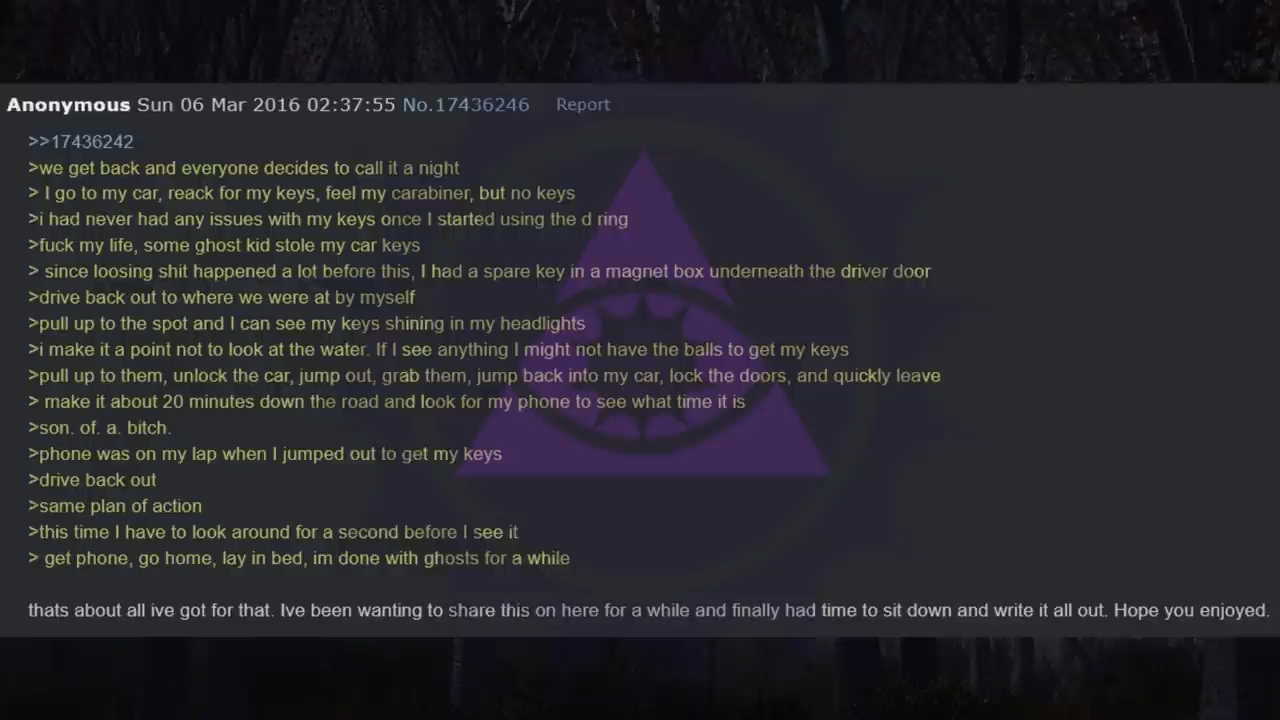 Anonymous Sun 06 Mar 2016 02:37:55 No.17436246 Report
>>17436242
>we get back and everyone decides to call it a night
> I go to my car, reack for my keys, feel my carabiner, but no keys
>i had never had any issues with my keys once I started using the d ring
>fuck my life, some ghost kid stole my car keys
> since loosing shit happened a lot before this, I had a spare key in a magnet box underneath the driver door
>drive back out to where we were at by myself
>pull up to the spot and I can see my keys shining in my headlights
>i make it a point not to look at the water. If I see anything I might not have the balls to get my keys
>pull up to them, unlock the car, jump out, grab them, jump back into my car, lock the doors, and quickly leave
> make it about 20 minutes down the road and look for my phone to see what time it is
>son. of. a. bitch.
>phone was on my lap when I jumped out to get my keys
>drive back out
>same plan of action
>this time I have to look around for a second before I see it
> get phone, go home, lay in bed, im done with ghosts for a while
thats about all ive got for that. Ive been wanting to share this on here for a while and finally had time to sit down and write it all out. Hope you enjoyed.